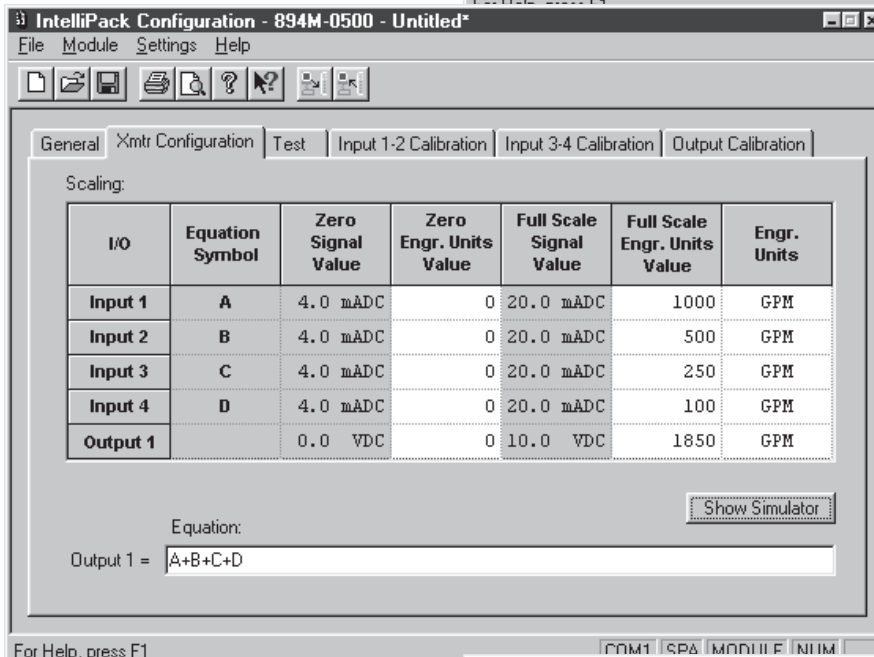 For Help, press F1
IntelliPack Configuration - 894M-0500 - Untitled*
File Module Settings Help
General Xmtr Configuration Test Input 1-2 Calibration Input 3-4 Calibration Output Calibration
Scaling:
I/O Equation Symbol Zero Signal Value Zero Engr. Units Value Full Scale Signal Value Full Scale Engr. Units Value Engr. Units
Input 1 A 4.0 mADC 0 20.0 mADC 1000 GPM
Input 2 B 4.0 mADC 0 20.0 mADC 500 GPM
Input 3 C 4.0 mADC 0 20.0 mADC 250 GPM
Input 4 D 4.0 mADC 0 20.0 mADC 100 GPM
Output 1 0.0 VDC 0 10.0 VDC 1850 GPM
Show Simulator
Equation:
Output 1 = A+B+C+D
For Help, press F1 COM1 SPA MODULE NUM